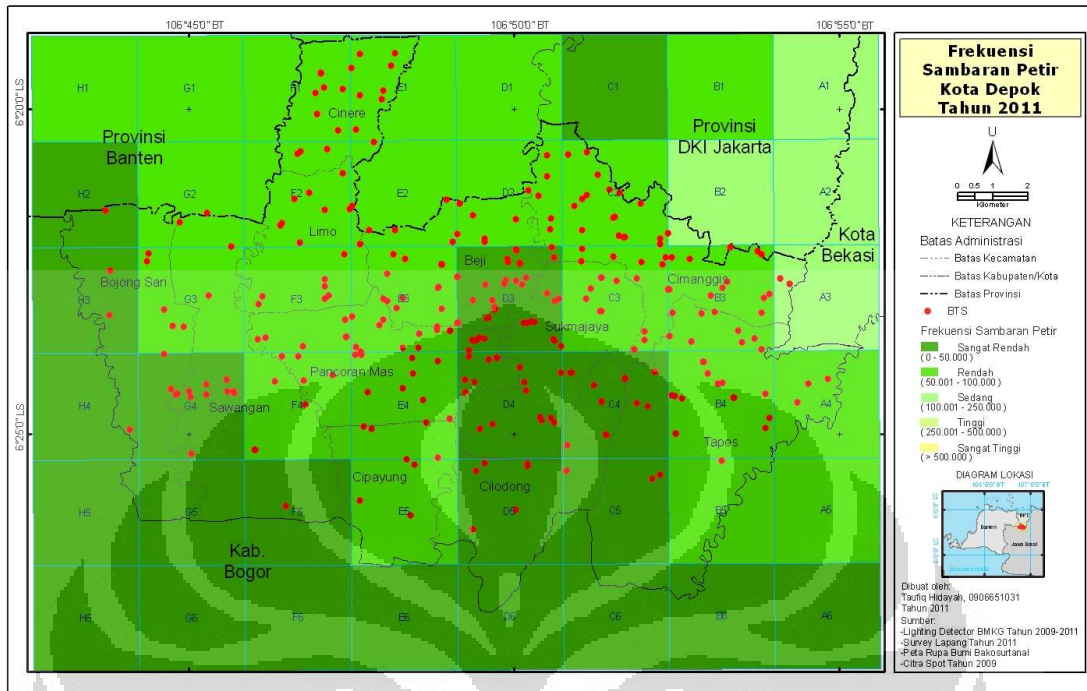 106°45'0" BT
106°50'0" BT
106°55'0" BT
6°20'0" LS
6°25'0" LS
H1 G1 F1 E1 D1 C1 B1 A1
Cinere
Provinsi
Banten
Provinsi
DKI Jakarta
H2 G2 F2 E2 D2 C2 B2 A2
Limo
Beji
Kota
Bekasi
Bojong Sari
Cimanggis
H3 G3 F3 E3 D3 C3 B3 A3
Sukmajaya
Pancoran Mas
Sawangan
H4 G4 F4 E4 D4 C4 B4 A4
Tapos
Cipayung
Cilodong
H5 G5 F5 E5 D5 C5 B5 A5
Kab.
Bogor
H6 G6 F6 E6 D6 C6 B6 A6
Frekuensi
Sambaran Petir
Kota Depok
Tahun 2011
U
0 0.5 1 2
Kilometer
KETERANGAN
Batas Administrasi
Batas Kecamatan
Batas Kabupaten/Kota
Batas Provinsi
BTS
Frekuensi Sambaran Petir
Sangat Rendah
(0 - 50.000)
Rendah
(50.001 - 100.000)
Sedang
(100.001 - 250.000)
Tinggi
(250.001 - 500.000)
Sangat Tinggi
(> 500.000)
DIAGRAM LOKASI
Banten
Jawa Barat
Dibuat oleh:
Taufiq Hidayah, 0906651031
Tahun 2011
Sumber:
-Lighting Detector BMKG Tahun 2009-2011
-Survey Lapang Tahun 2011
-Peta Rupa Bumi Bakosurtanal
-Citra Spot Tahun 2009